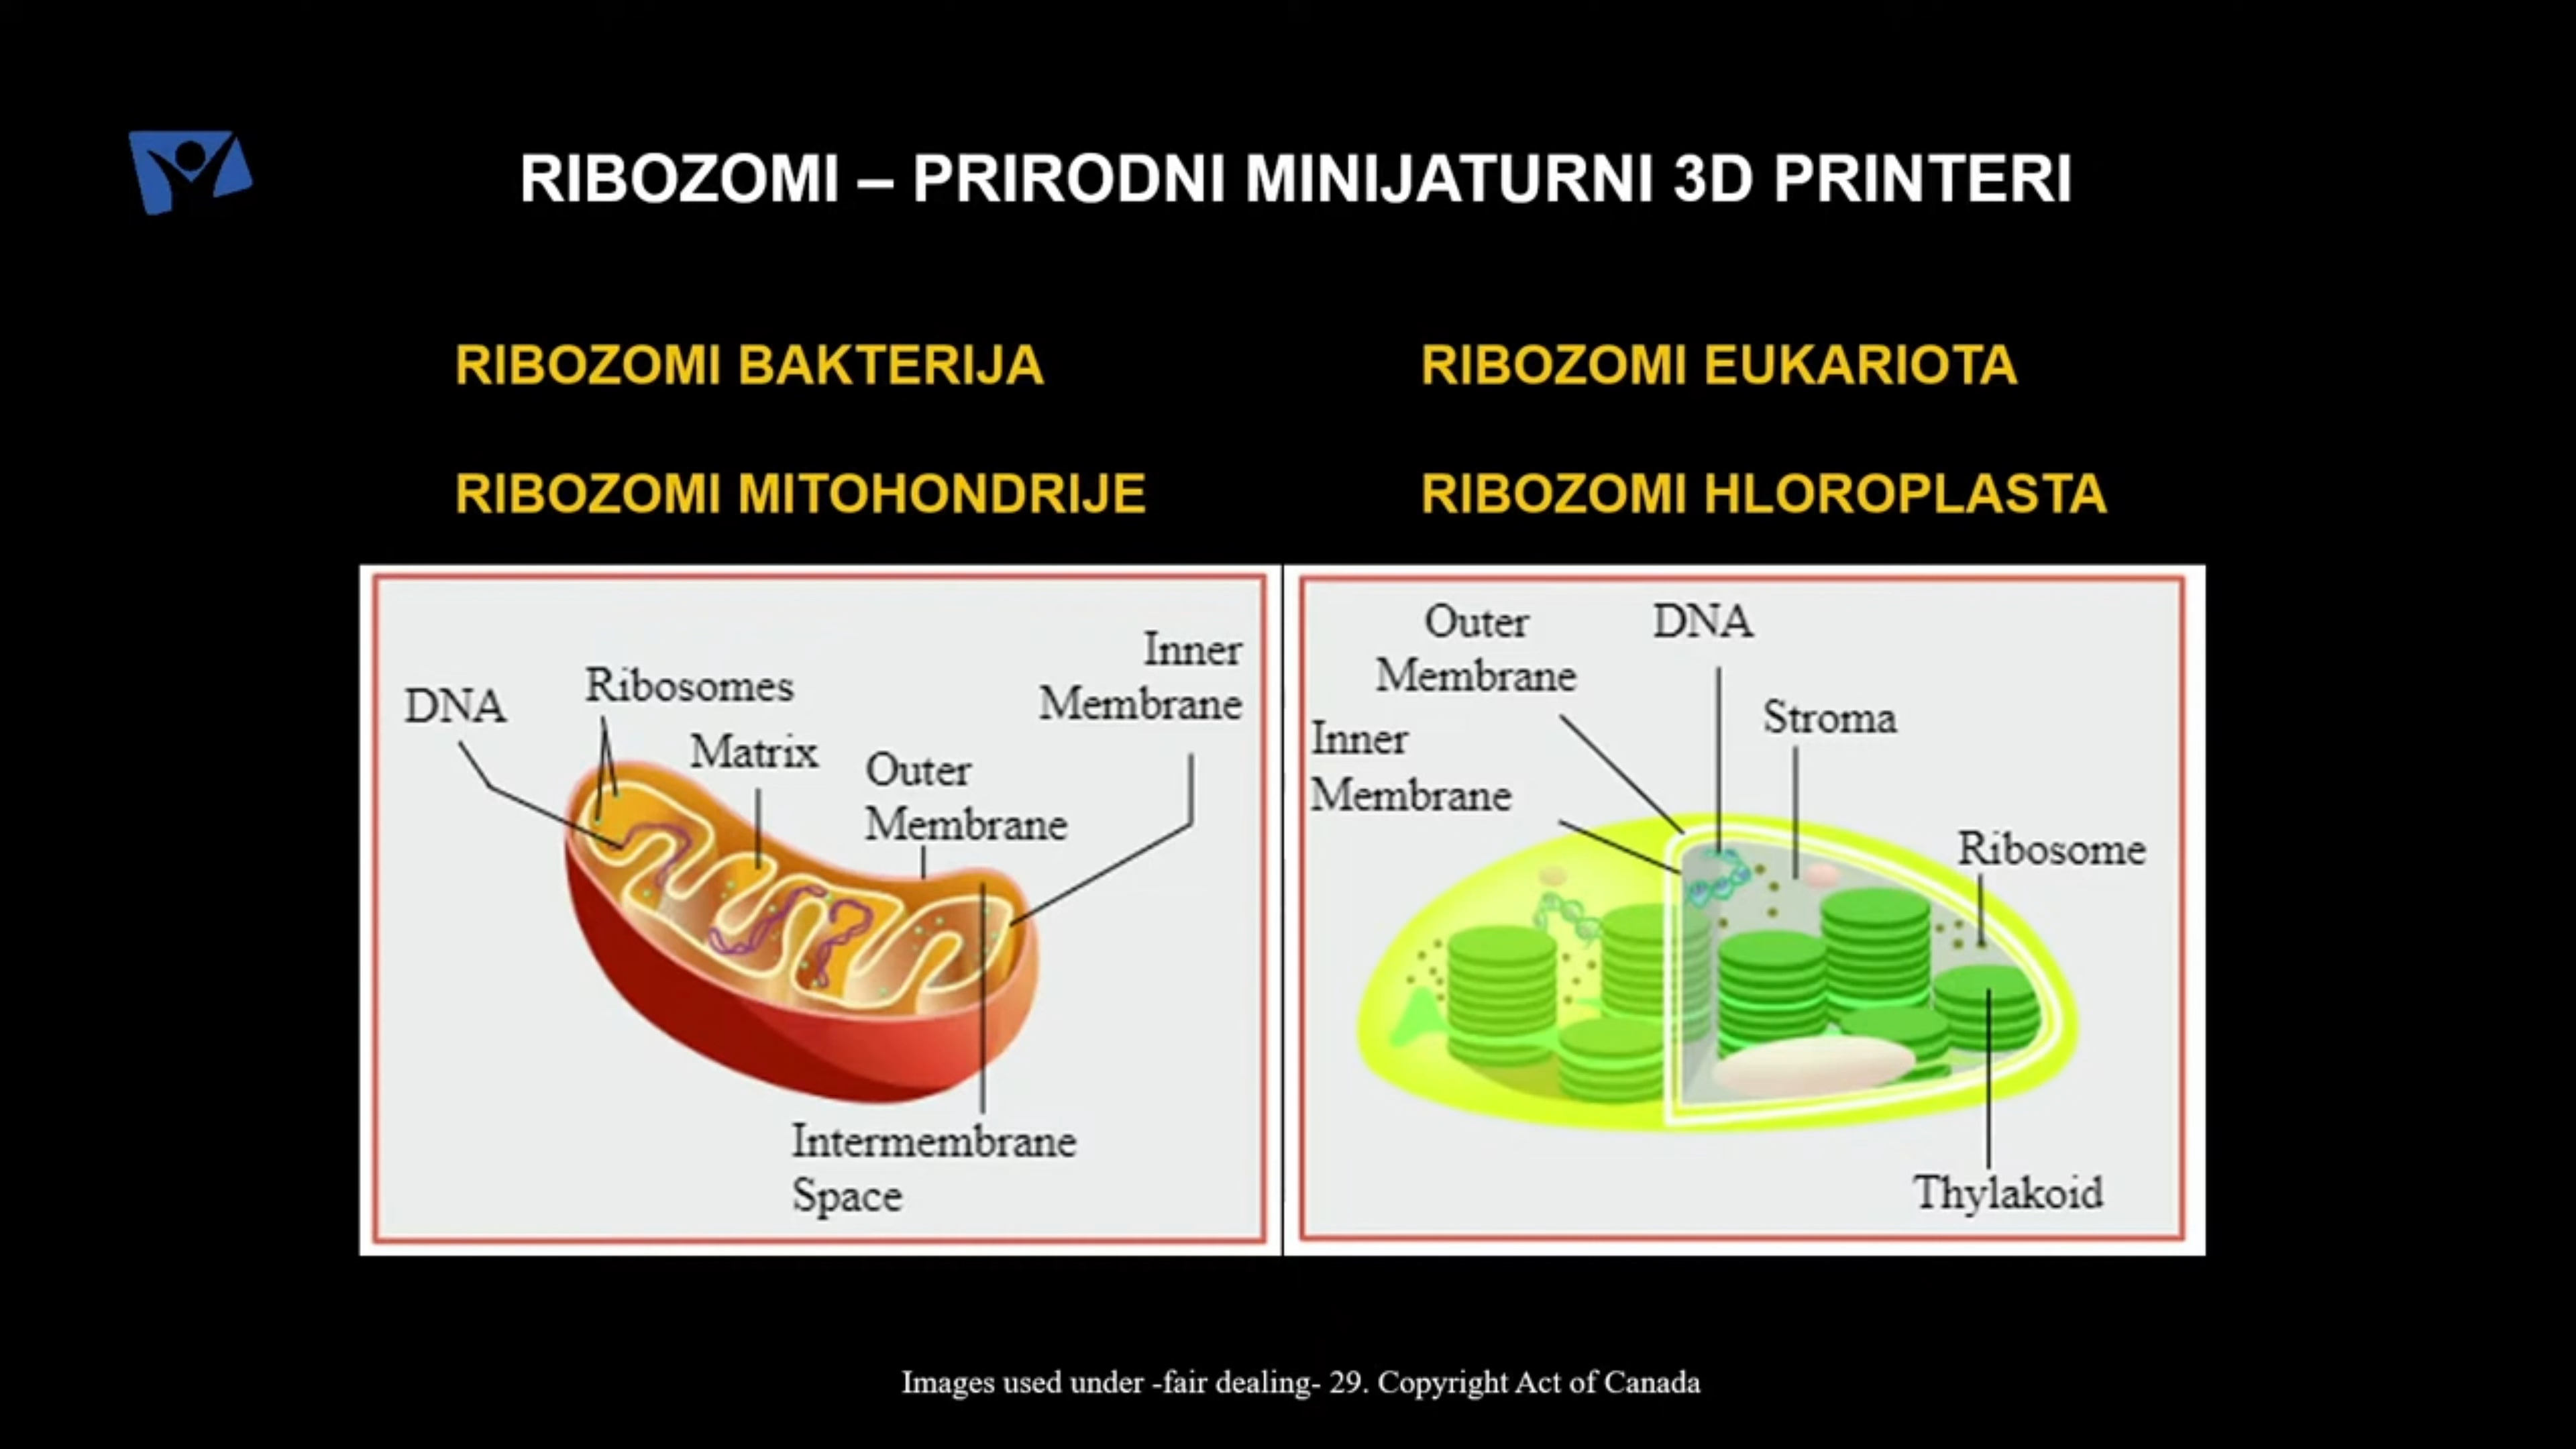 RIBOZOMI – PRIRODNI MINIJATURNI 3D PRINTERI
RIBOZOMI BAKTERIJA
RIBOZOMI EUKARIOTA
RIBOZOMI MITOHONDRIJE
RIBOZOMI HLOROPLASTA
DNA
Ribosomes
Matrix
Outer
Membrane
Inner
Membrane
Intermembrane
Space
Outer
Membrane
DNA
Inner
Membrane
Stroma
Ribosome
Thylakoid
Images used under -fair dealing- 29. Copyright Act of Canada